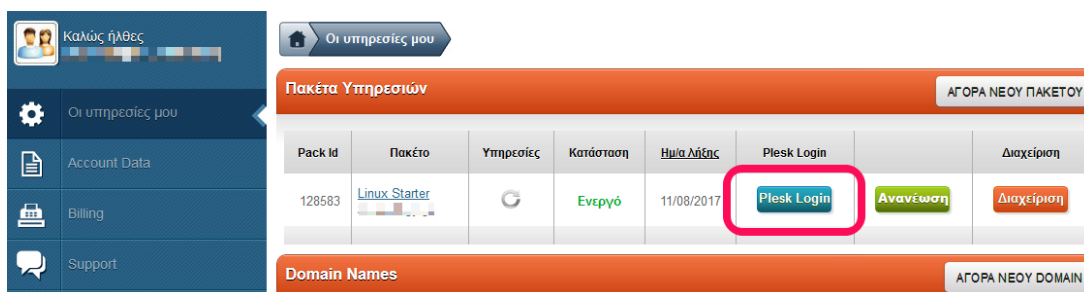 Καλώς ήλθες
Οι υπηρεσίες μου
Πακέτα Υπηρεσιών
ΑΓΟΡΑ ΝΕΟΥ ΠΑΚΕΤΟΥ
Οι υπηρεσίες μου
Account Data
Billing
Support
Pack Id Πακέτο Υπηρεσίες Κατάσταση Ημ/α Λήξης Plesk Login Διαχείριση
128583 Linux Starter Ενεργό 11/08/2017 Plesk Login Ανανέωση Διαχείριση
Domain Names
ΑΓΟΡΑ ΝΕΟΥ DOMAIN